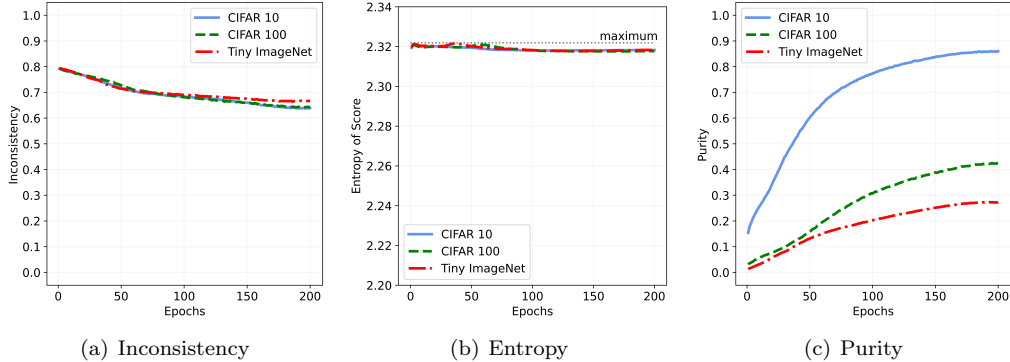 1.0
0.9
0.8
0.7
0.6
0.5
0.4
0.3
0.2
0.1
0.0
Inconsistency
CIFAR 10
CIFAR 100
Tiny ImageNet
0
50
100
150
200
Epochs
(a) Inconsistency
2.34
2.32
2.30
2.28
2.26
2.24
2.22
2.20
Entropy of Score
maximum
CIFAR 10
CIFAR 100
Tiny ImageNet
0
50
100
150
200
Epochs
(b) Entropy
1.0
0.9
0.8
0.7
0.6
0.5
0.4
0.3
0.2
0.1
0.0
Purity
CIFAR 10
CIFAR 100
Tiny ImageNet
0
50
100
150
200
Epochs
(c) Purity